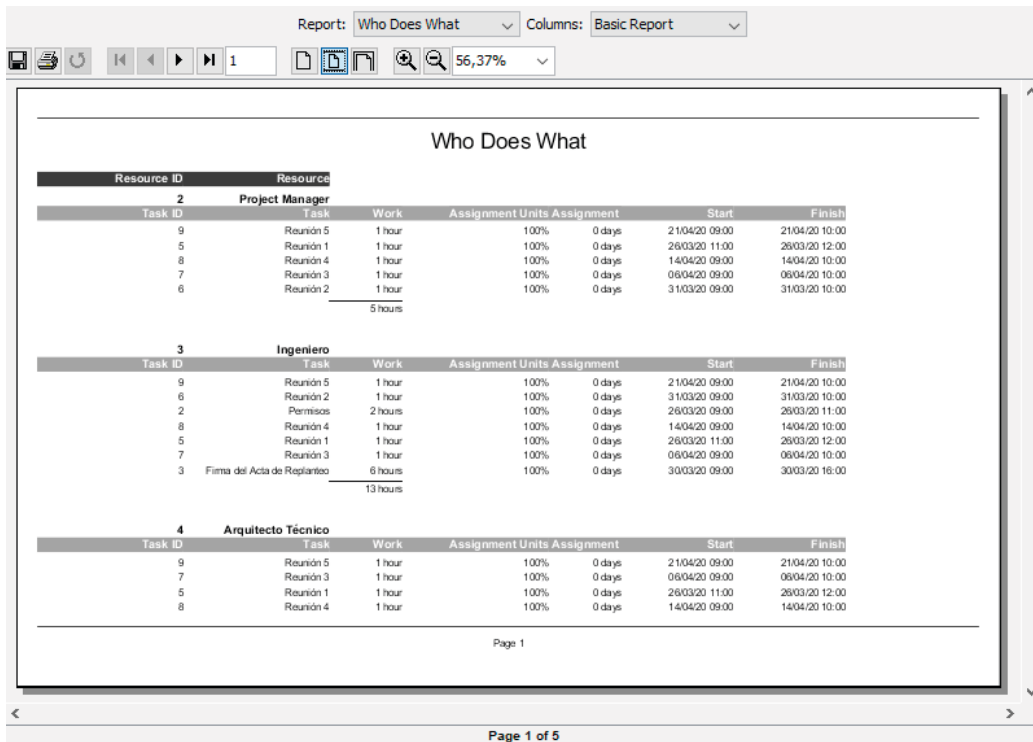 Report: Who Does What Columns: Basic Report
1 56,37%
Who Does What
Resource ID Resource
2 Project Manager
Task ID Task Work Assignment Units Assignment Start Finish
9 Reunión 5 1 hour 100% 0 days 21/04/20 09:00 21/04/20 10:00
5 Reunión 1 1 hour 100% 0 days 26/03/20 11:00 26/03/20 12:00
8 Reunión 4 1 hour 100% 0 days 14/04/20 09:00 14/04/20 10:00
7 Reunión 3 1 hour 100% 0 days 06/04/20 09:00 06/04/20 10:00
6 Reunión 2 1 hour 100% 0 days 31/03/20 09:00 31/03/20 10:00
5 hours
3 Ingeniero
Task ID Task Work Assignment Units Assignment Start Finish
9 Reunión 5 1 hour 100% 0 days 21/04/20 09:00 21/04/20 10:00
6 Reunión 2 1 hour 100% 0 days 31/03/20 09:00 31/03/20 10:00
2 Permisos 2 hours 100% 0 days 26/03/20 09:00 26/03/20 11:00
8 Reunión 4 1 hour 100% 0 days 14/04/20 09:00 14/04/20 10:00
5 Reunión 1 1 hour 100% 0 days 26/03/20 11:00 26/03/20 12:00
7 Reunión 3 1 hour 100% 0 days 06/04/20 09:00 06/04/20 10:00
3 Firma del Acta de Replanteo 6 hours 100% 0 days 30/03/20 09:00 30/03/20 16:00
13 hours
4 Arquitecto Técnico
Task ID Task Work Assignment Units Assignment Start Finish
9 Reunión 5 1 hour 100% 0 days 21/04/20 09:00 21/04/20 10:00
7 Reunión 3 1 hour 100% 0 days 06/04/20 09:00 06/04/20 10:00
5 Reunión 1 1 hour 100% 0 days 26/03/20 11:00 26/03/20 12:00
8 Reunión 4 1 hour 100% 0 days 14/04/20 09:00 14/04/20 10:00
Page 1
Page 1 of 5